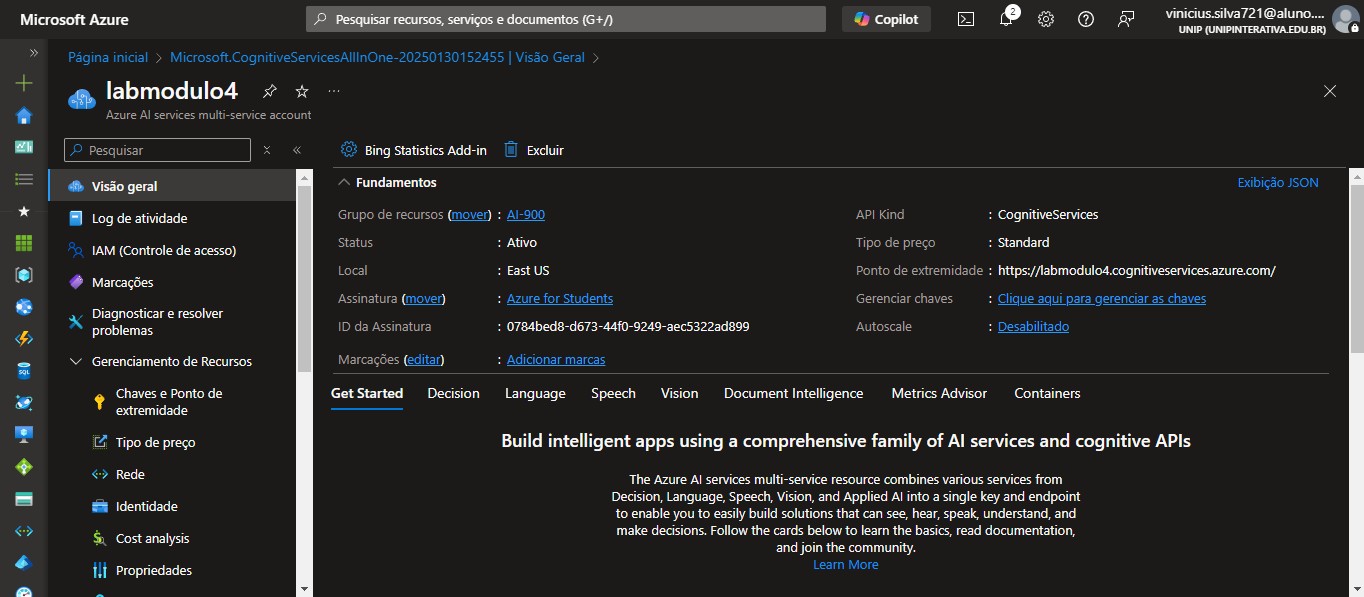 Microsoft Azure
Pesquisar recursos, serviços e documentos (G+/)
Copilot
2
vinicius.silva721@aluno....
UNIP (UNIPINTERATIVA.EDU.BR)
Página inicial > Microsoft.CognitiveServicesAllInOne-20250130152455 | Visão Geral >
labmodulo4
Azure AI services multi-service account
Pesquisar
Visão geral
Log de atividade
IAM (Controle de acesso)
Marcações
Diagnosticar e resolver
problemas
Gerenciamento de Recursos
Chaves e Ponto de
extremidade
Tipo de preço
Rede
Identidade
Cost analysis
Propriedades
Bing Statistics Add-in
Excluir
Fundamentos
Exibição JSON
Grupo de recursos (mover) : AI-900
Status : Ativo
Local : East US
Assinatura (mover) : Azure for Students
ID da Assinatura : 0784bed8-d673-44f0-9249-aec5322ad899
Marcações (editar) : Adicionar marcas
API Kind : CognitiveServices
Tipo de preço : Standard
Ponto de extremidade : https://labmodulo4.cognitiveservices.azure.com/
Gerenciar chaves : Clique aqui para gerenciar as chaves
Autoscale : Desabilitado
Get Started Decision Language Speech Vision Document Intelligence Metrics Advisor Containers
Build intelligent apps using a comprehensive family of AI services and cognitive APIs
The Azure AI services multi-service resource combines various services from
Decision, Language, Speech, Vision, and Applied AI into a single key and endpoint
to enable you to easily build solutions that can see, hear, speak, understand, and
make decisions. Follow the cards below to learn the basics, read documentation,
and join the community.
Learn More